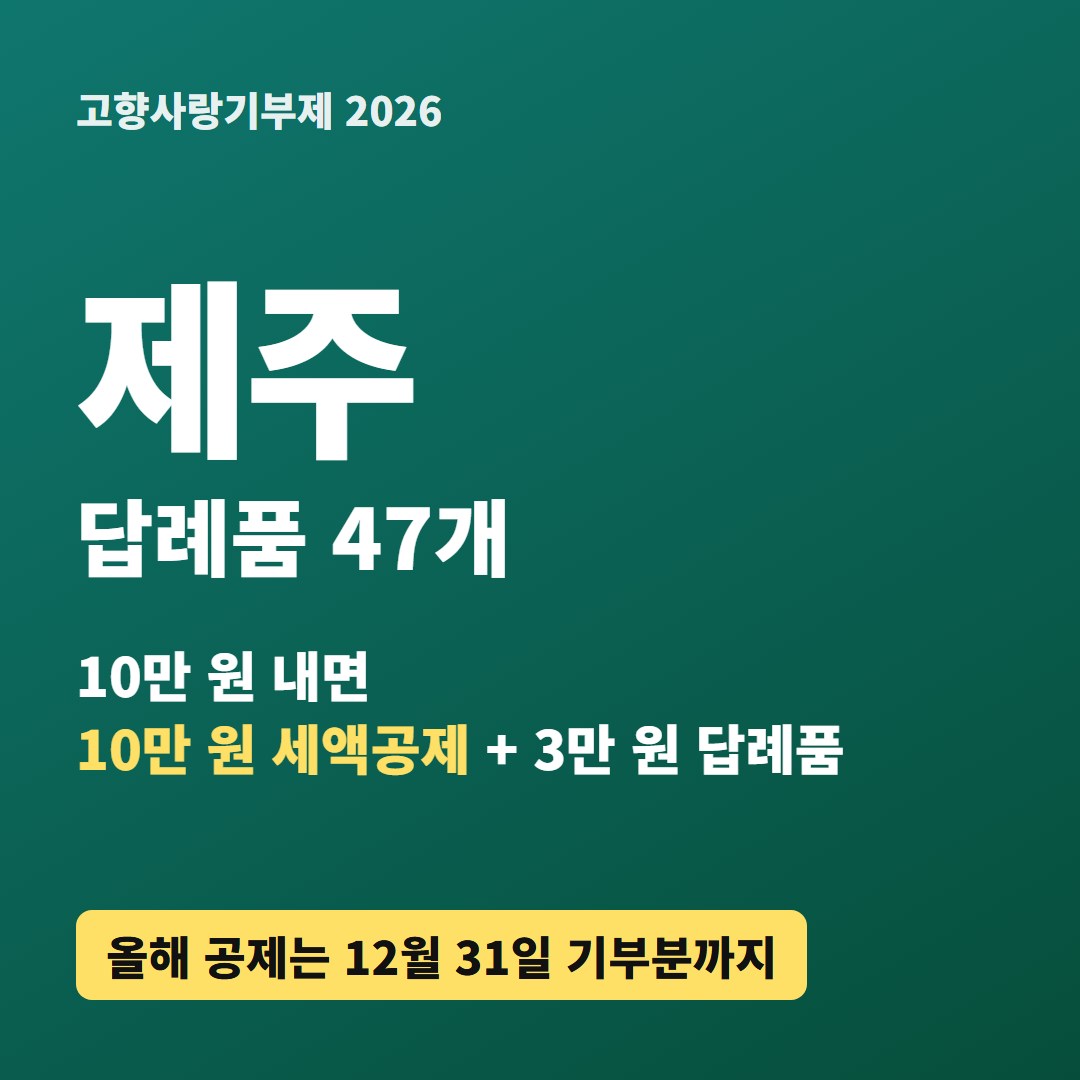 고향사랑기부제 2026
제주
답례품 47개
10만 원 내면
10만 원 세액공제 + 3만 원 답례품
올해 공제는 12월 31일 기부분까지